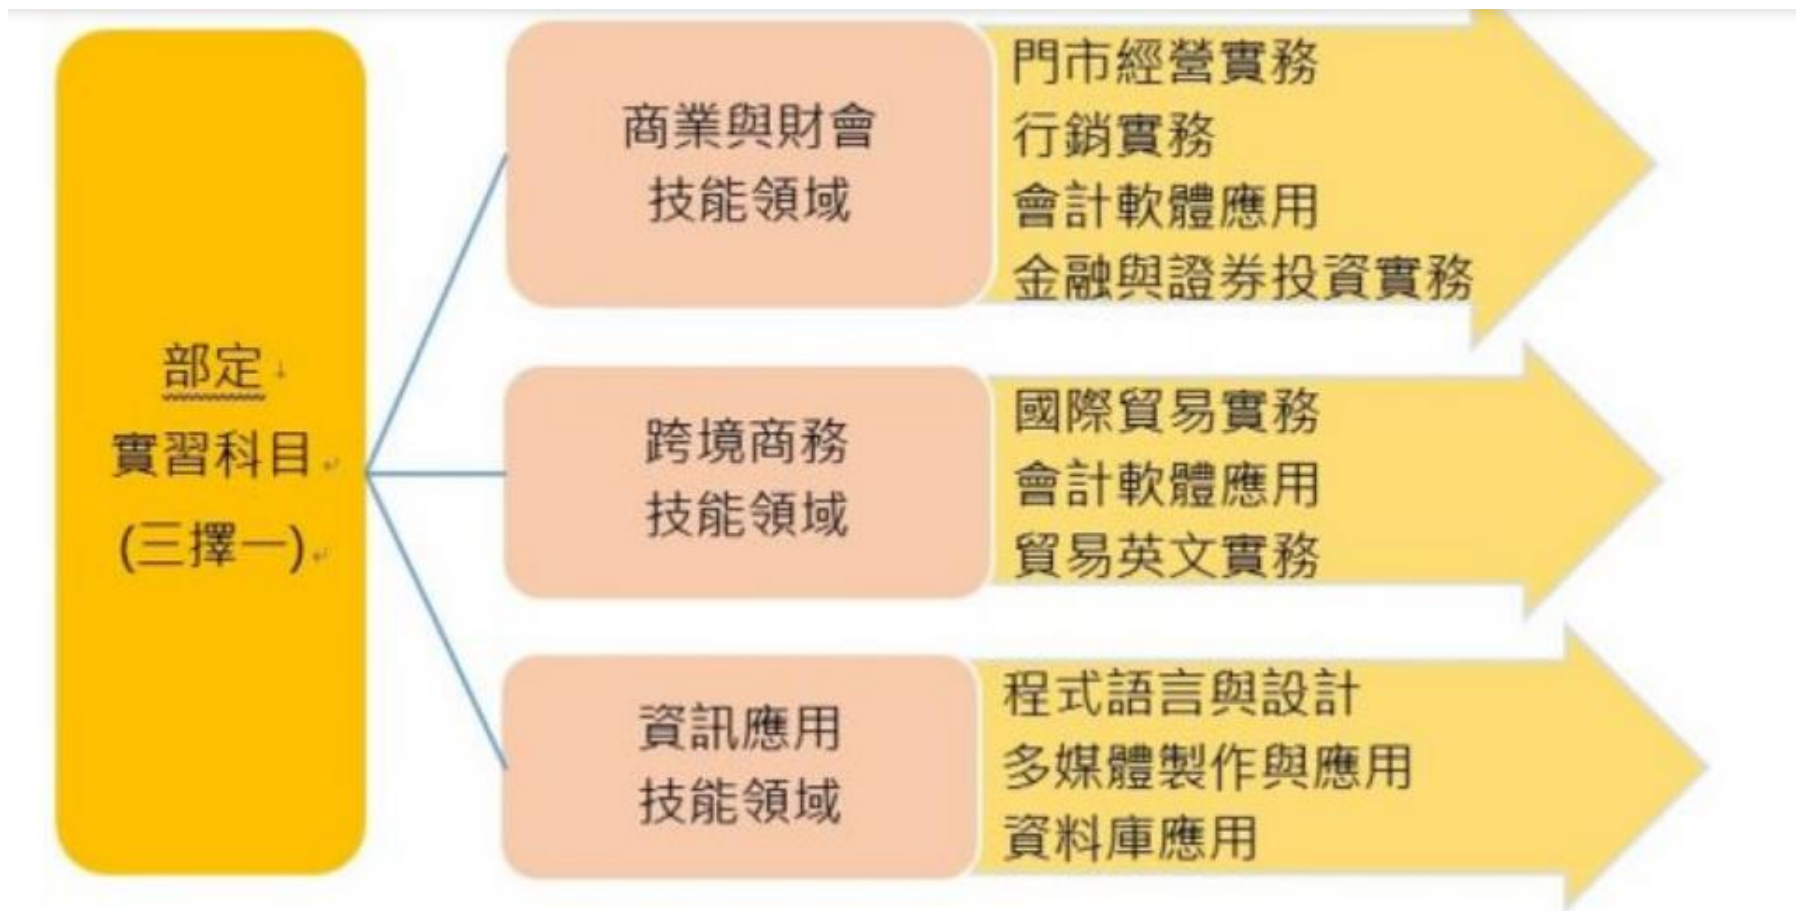 部定
實習科目
(三擇一)
商業與財會
技能領域
門市經營實務
行銷實務
會計軟體應用
金融與證券投資實務
跨境商務
技能領域
國際貿易實務
會計軟體應用
貿易英文實務
資訊應用
技能領域
程式語言與設計
多媒體製作與應用
資料庫應用